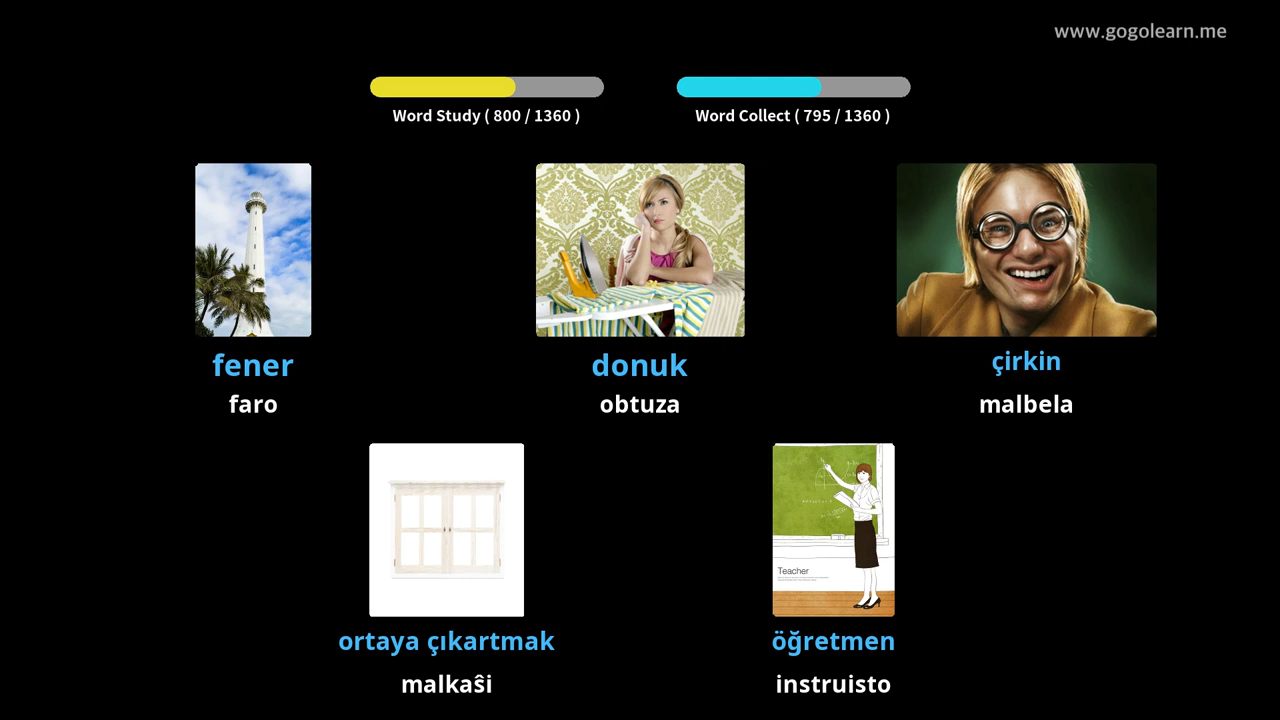 www.gogolearn.me
Word Study ( 800 / 1360 )
Word Collect ( 795 / 1360 )
fener
faro
donuk
obtuza
çirkin
malbela
Teacher
ortaya çıkartmak
malkaŝi
öğretmen
instruisto